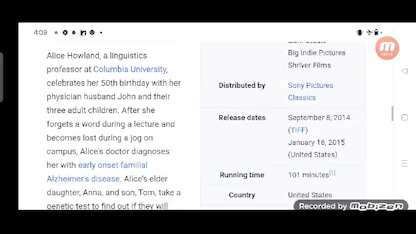 4:09
Big Indie Pictures
Shriver Films
Alice Howland, a linguistics
professor at Columbia University,
celebrates her 50th birthday with her
physician husband John and their
three adult children. After she
forgets a word during a lecture and
becomes lost during a jog on
campus, Alice's doctor diagnoses
her with early onset familial
Alzheimer's disease. Alice's elder
daughter, Anna, and son, Tom, take a
genetic test to find out if they will
Distributed by Sony Pictures
Classics
Release dates September 8, 2014
(TIFF)
January 16, 2015
(United States)
Running time 101 minutes[1]
Country United States
Recorded by Mobizen